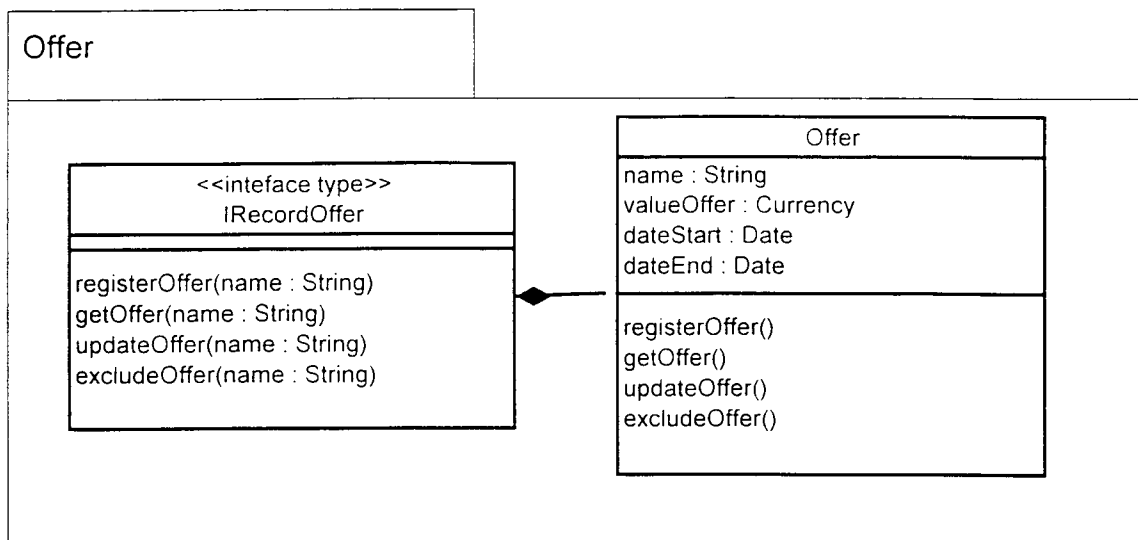 Offer
<<inteface type>>
IRecordOffer
registerOffer(name : String)
getOffer(name : String)
updateOffer(name : String)
excludeOffer(name : String)
Offer
name : String
valueOffer : Currency
dateStart : Date
dateEnd : Date
registerOffer()
getOffer()
updateOffer()
excludeOffer()